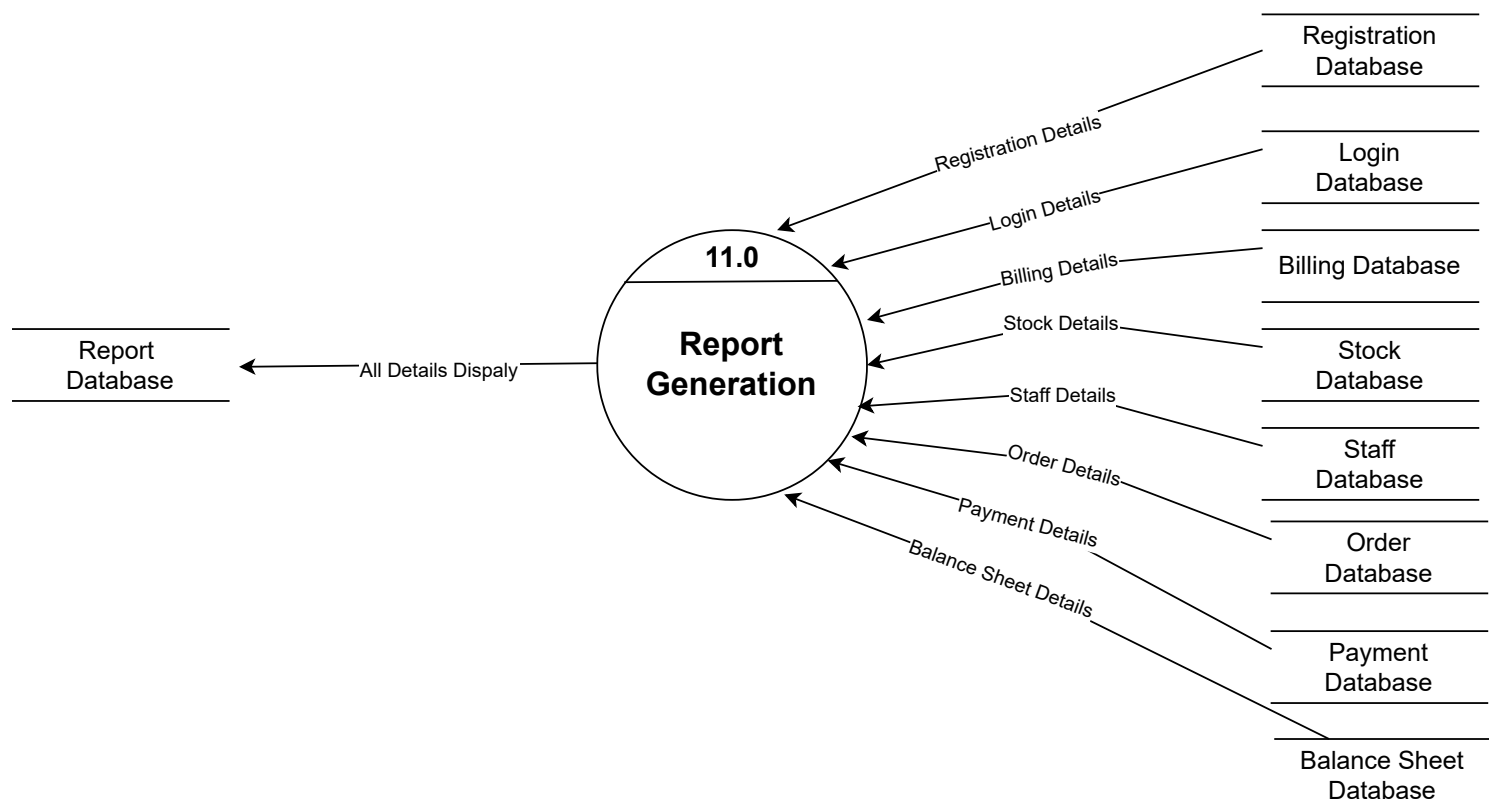 Registration
Database
Registration Details
Login
Database
Login Details
11.0
Billing Database
Billing Details
Stock Details
Stock
Database
Report
Generation
Report
Database
All Details Dispaly
Staff Details
Staff
Database
Order Details
Order
Database
Payment Details
Payment
Database
Balance Sheet Details
Balance Sheet
Database